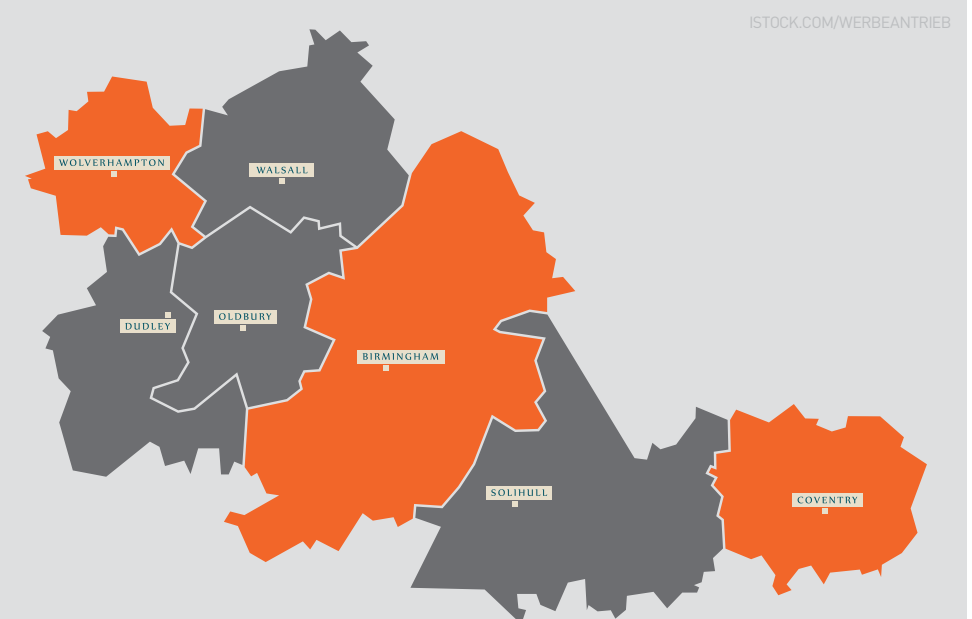 ISTOCK.COM/WERBEANTRIEB
WOLVERHAMPTON
WALSALL
OLDBURY
DUDLEY
BIRMINGHAM
SOLIHULL
COVENTRY